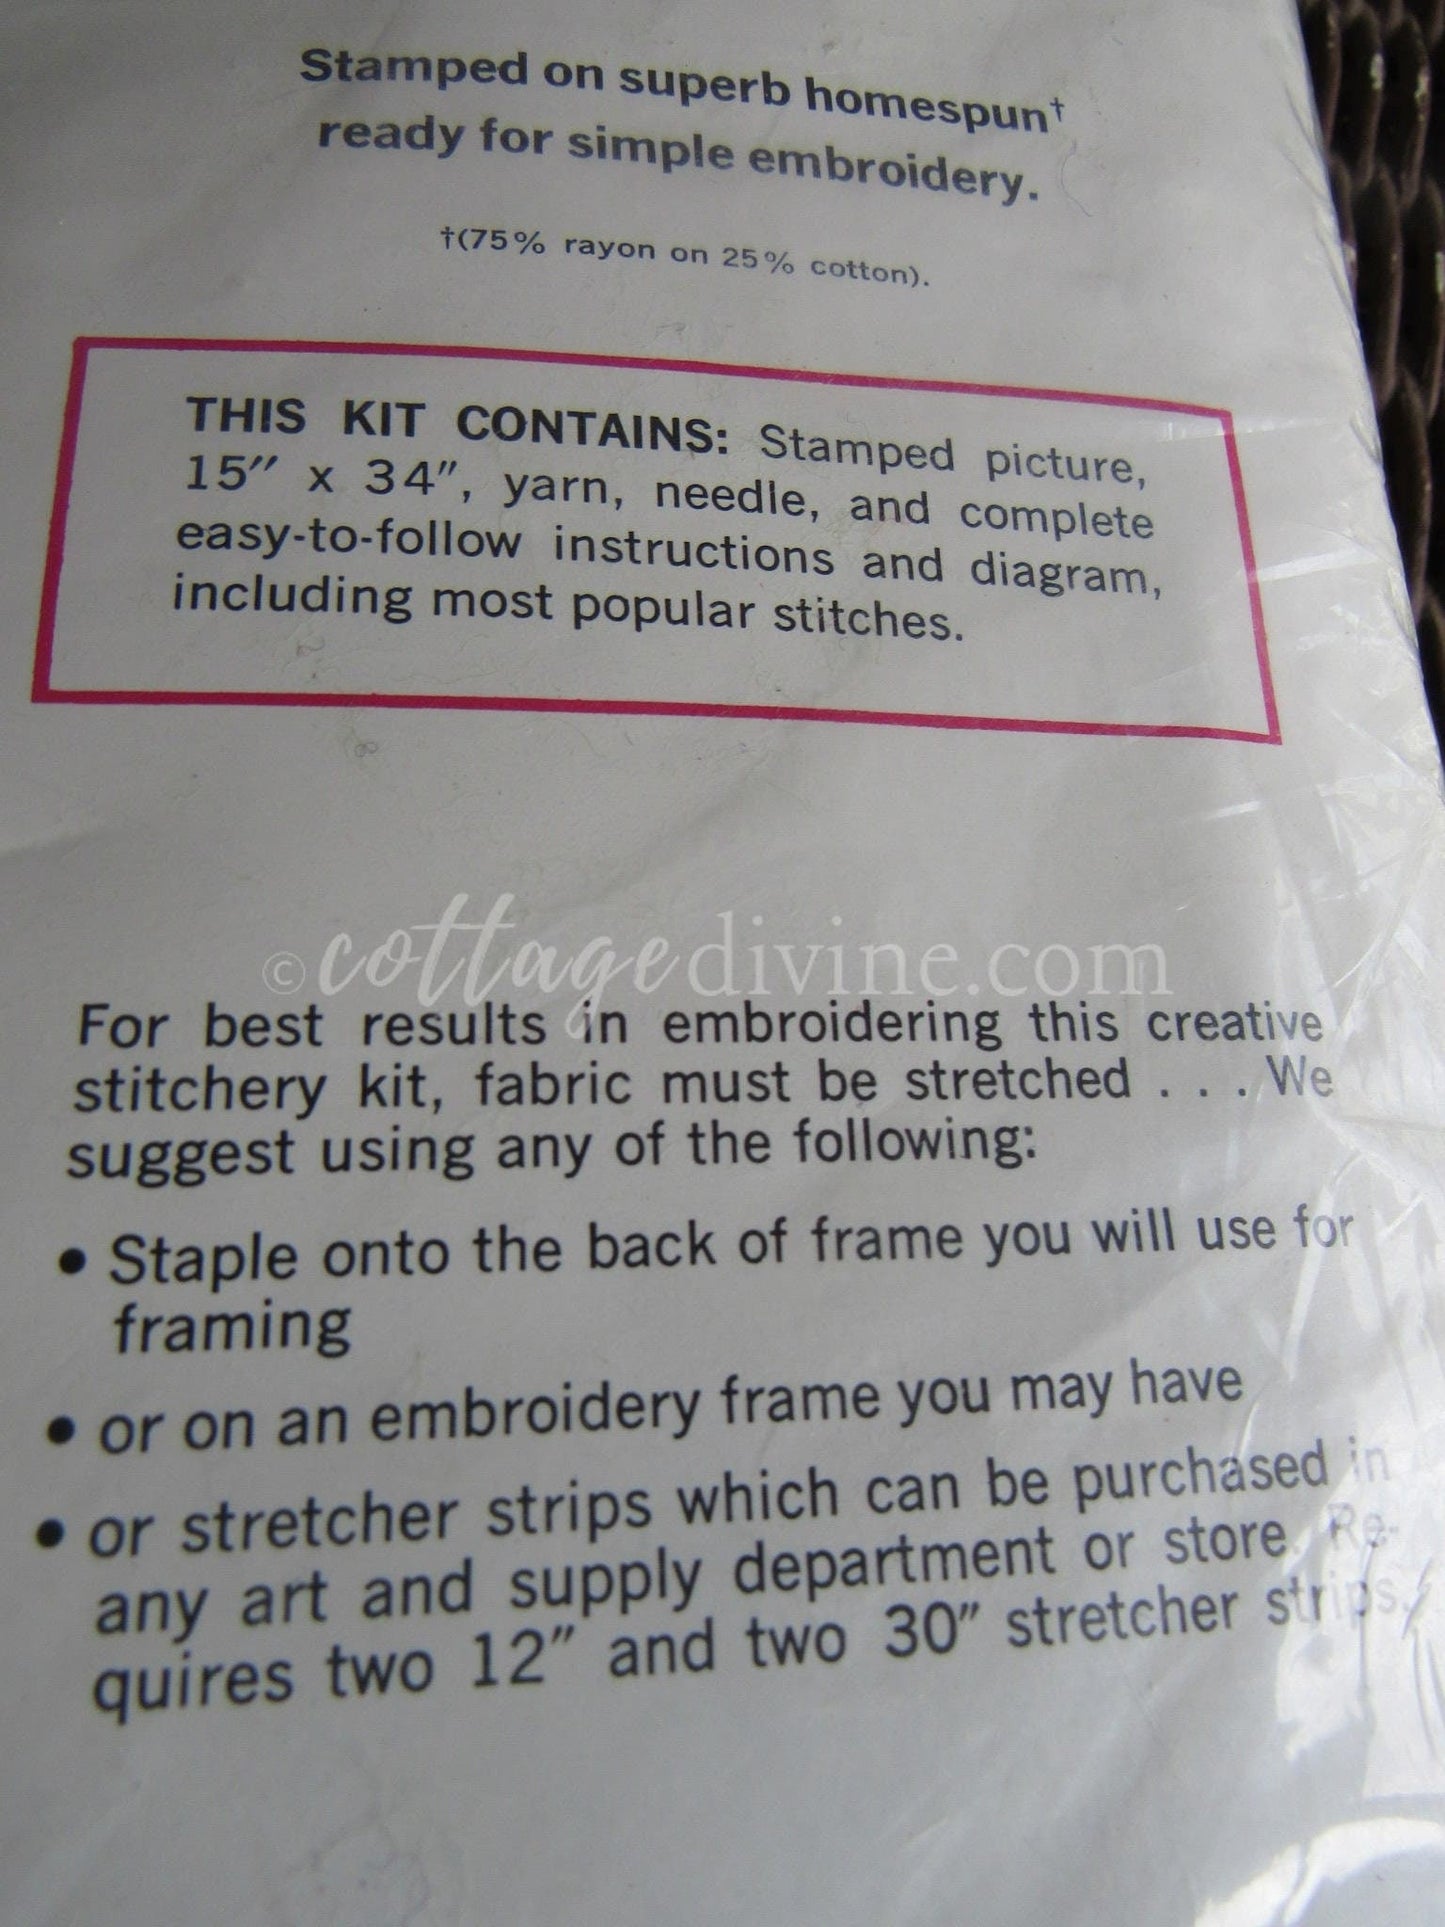 Stamped on superb homespun†
ready for simple embroidery.
†(75% rayon on 25% cotton).
THIS KIT CONTAINS: Stamped picture,
15″ x 34″, yarn, needle, and complete
easy-to-follow instructions and diagram,
including most popular stitches.
© cottagedivine.com
For best results in embroidering this creative
stitchery kit, fabric must be stretched . . . We
suggest using any of the following:
• Staple onto the back of frame you will use for
framing
• or on an embroidery frame you may have
• or stretcher strips which can be purchased in
any art and supply department or store. Re-
quires two 12″ and two 30″ stretcher strips.